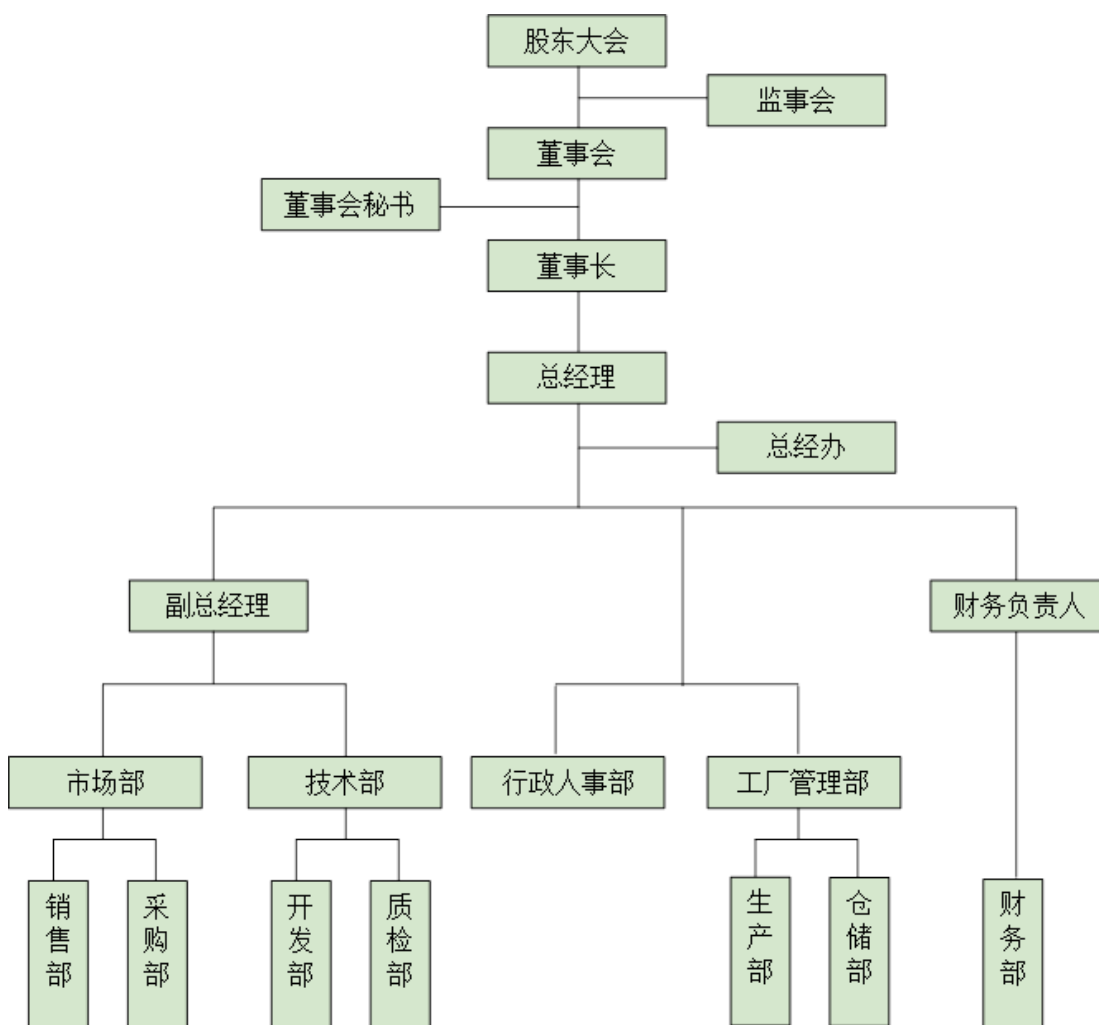 股东大会
监事会
董事会
董事会秘书
董事长
总经理
总经办
副总经理
财务负责人
市场部
技术部
行政人事部
工厂管理部
销售部
采购部
开发部
质检部
生产部
仓储部
财务部